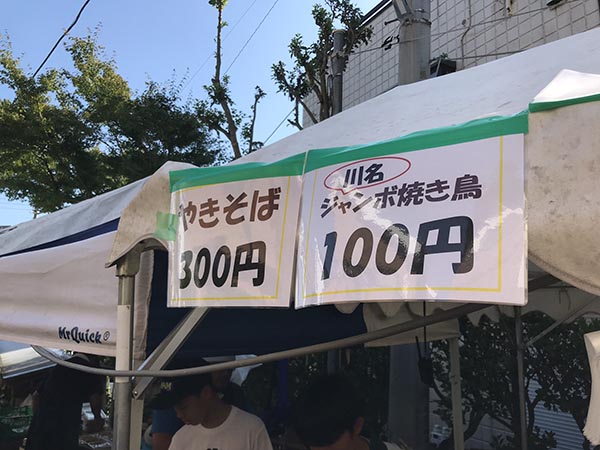 やきそば
300円
川名
ジャンボ焼き鳥
100円
MrQuick